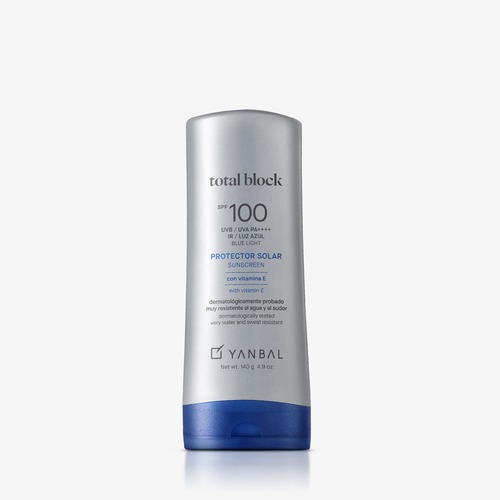 total block
SPF 100
UVB / UVA PA++++
IR / LUZ AZUL
BLUE LIGHT
PROTECTOR SOLAR
SUNSCREEN
con vitamina E
with vitamin E
dermatológicamente probado
muy resistente al agua y al sudor
dermatologically tested
very water and sweat resistant
YANBAL
Net wt. 140 g 4.9 oz.